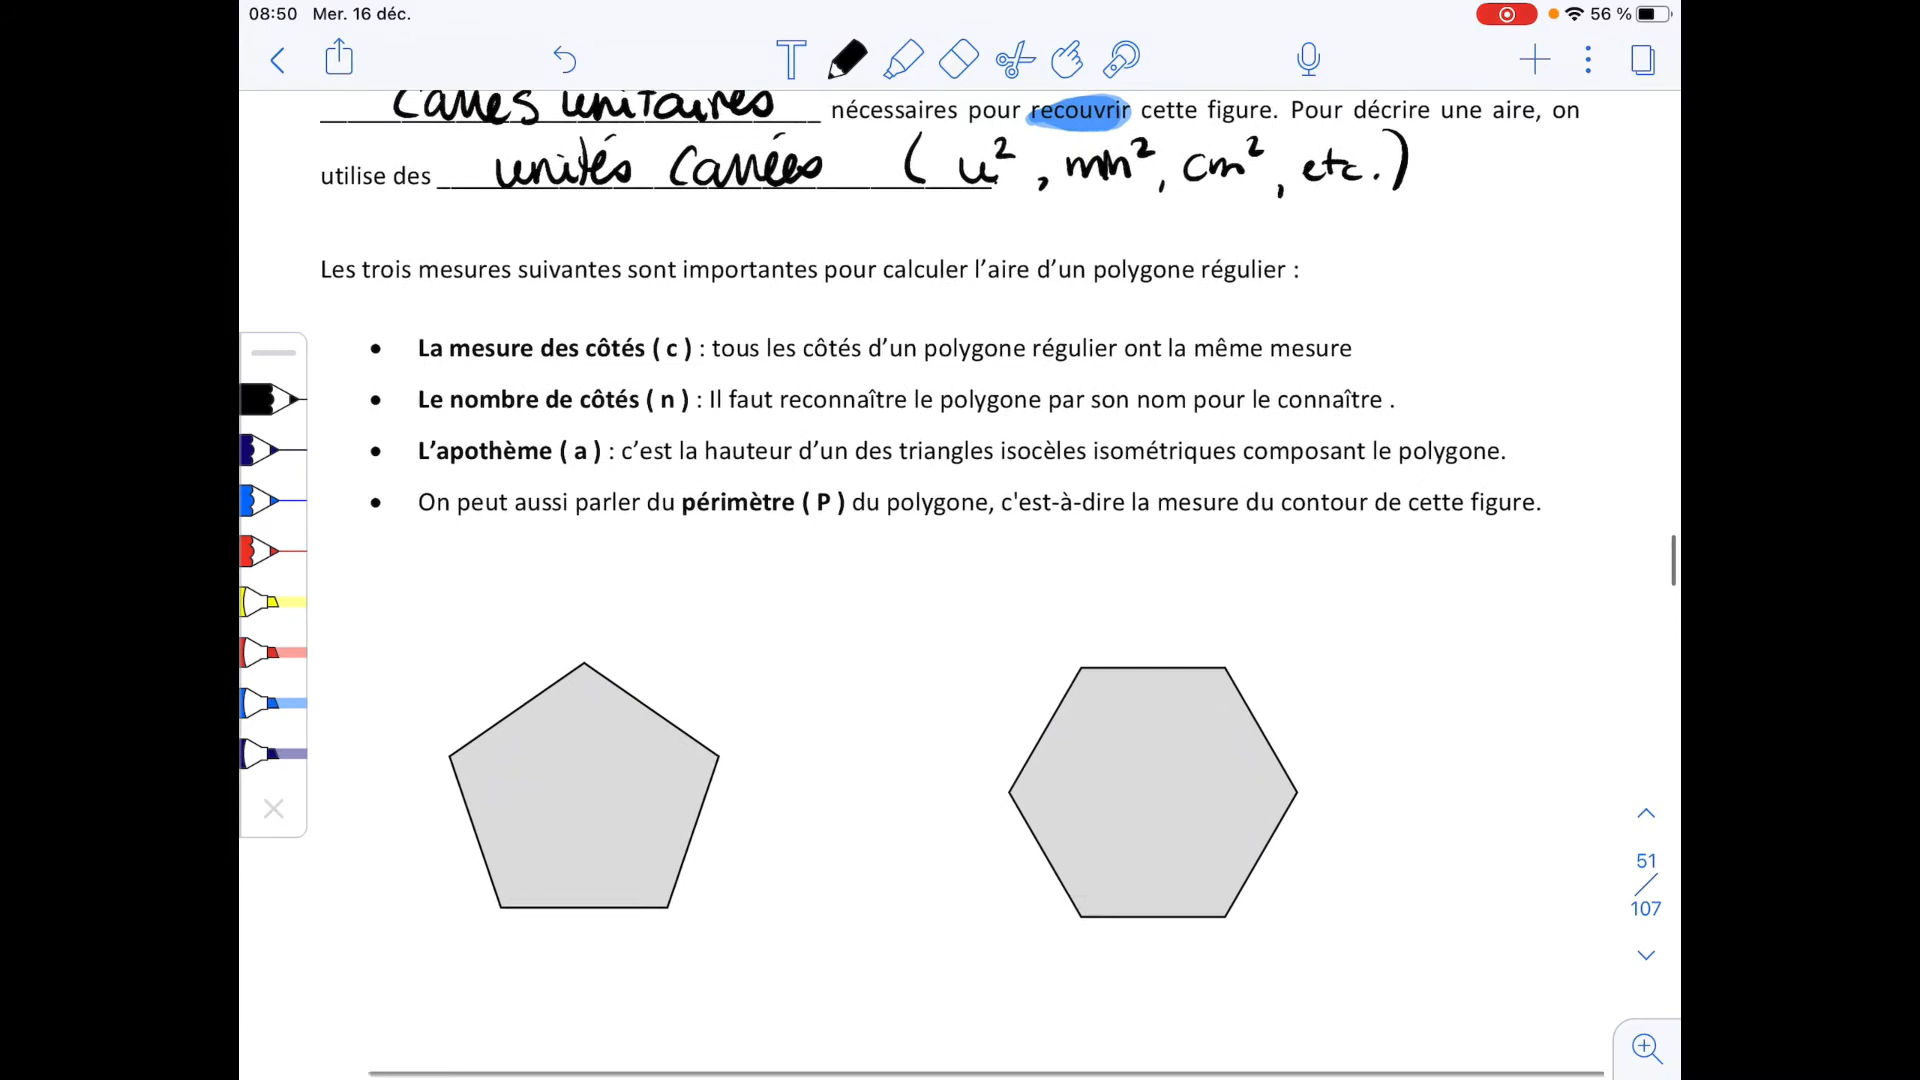 08:50 Mer. 16 déc. 56 %
carrés unitaires nécessaires pour recouvrir cette figure. Pour décrire une aire, on
utilise des unités carrées ( u², mm², cm², etc.)
Les trois mesures suivantes sont importantes pour calculer l’aire d’un polygone régulier :
• La mesure des côtés ( c ) : tous les côtés d’un polygone régulier ont la même mesure
• Le nombre de côtés ( n ) : Il faut reconnaître le polygone par son nom pour le connaître .
• L’apothème ( a ) : c’est la hauteur d’un des triangles isocèles isométriques composant le polygone.
• On peut aussi parler du périmètre ( P ) du polygone, c'est-à-dire la mesure du contour de cette figure.
51
/
107